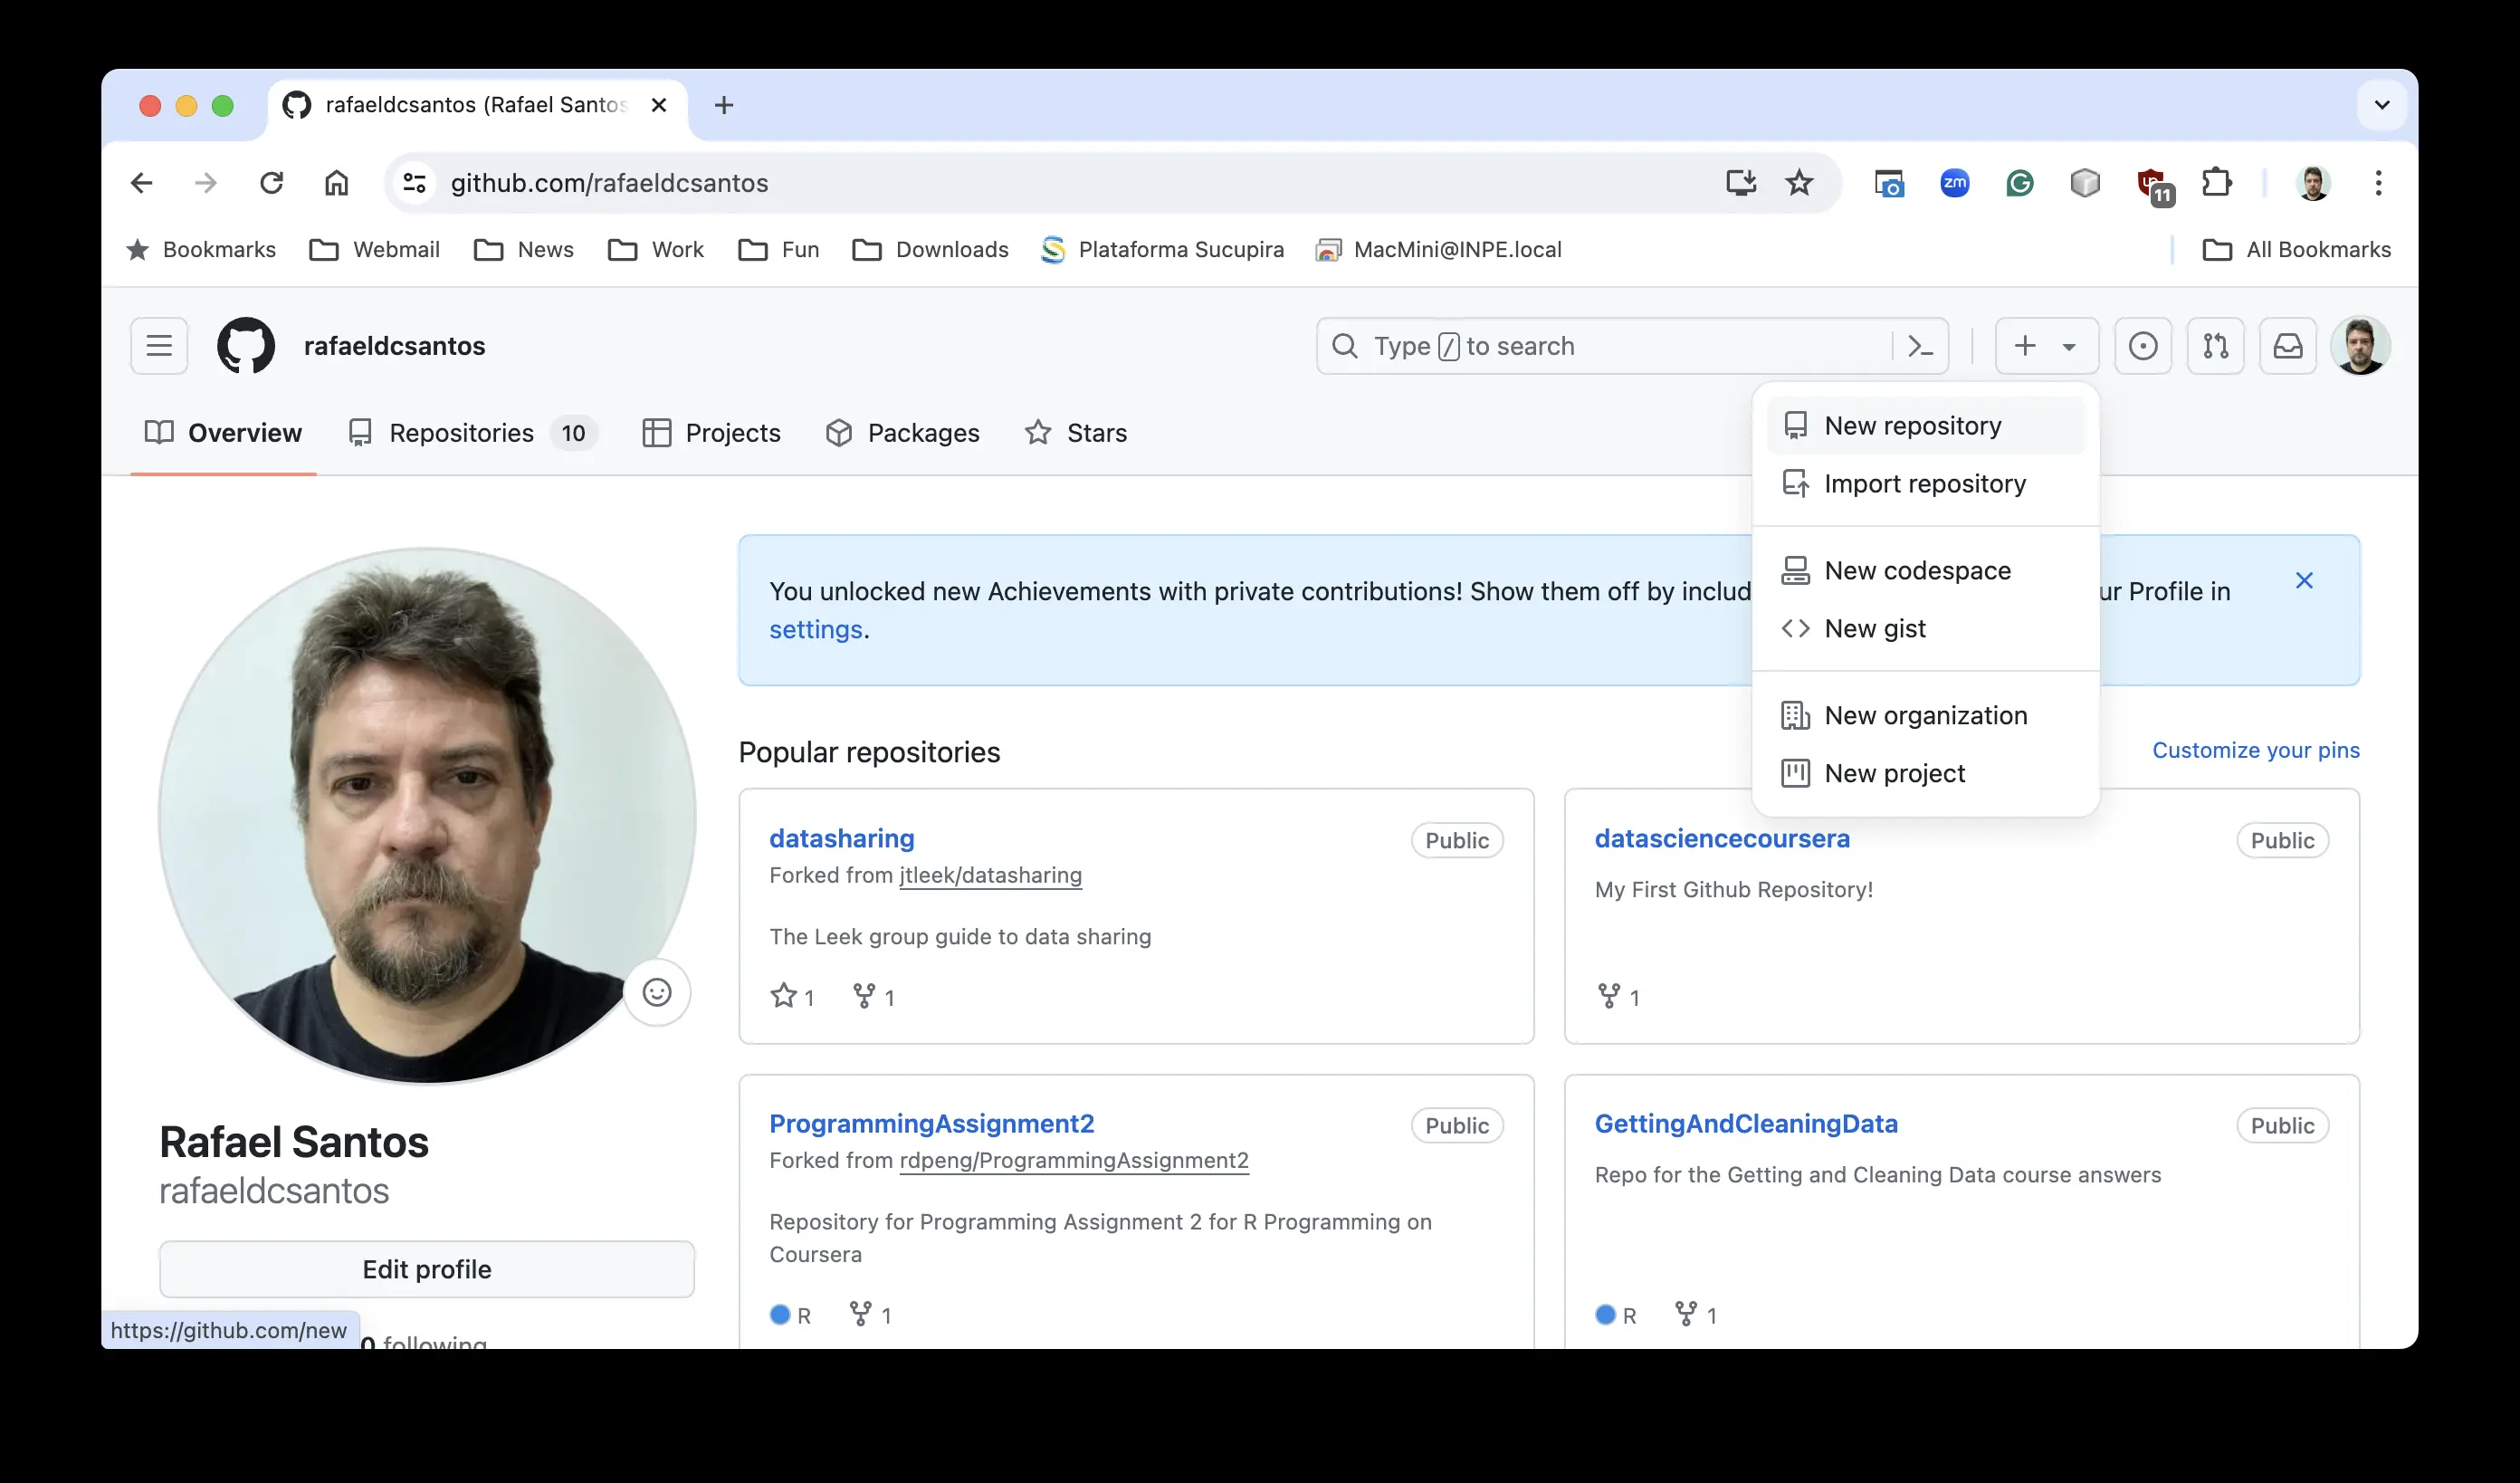 rafaeldcsantos (Rafael Santos
github.com/rafaeldcsantos
zm
11
Bookmarks
Webmail
News
Work
Fun
Downloads
Plataforma Sucupira
MacMini@INPE.local
All Bookmarks
rafaeldcsantos
Type / to search
Overview
Repositories 10
Projects
Packages
Stars
New repository
Import repository
New codespace
New gist
New organization
New project
You unlocked new Achievements with private contributions! Show them off by includ
ur Profile in
settings.
Popular repositories
Customize your pins
datasharing
Public
Forked from jtleek/datasharing
The Leek group guide to data sharing
1
1
datasciencecoursera
Public
My First Github Repository!
1
ProgrammingAssignment2
Public
Forked from rdpeng/ProgrammingAssignment2
Repository for Programming Assignment 2 for R Programming on
Coursera
R
1
GettingAndCleaningData
Public
Repo for the Getting and Cleaning Data course answers
R
1
Rafael Santos
rafaeldcsantos
Edit profile
https://github.com/new
0 following